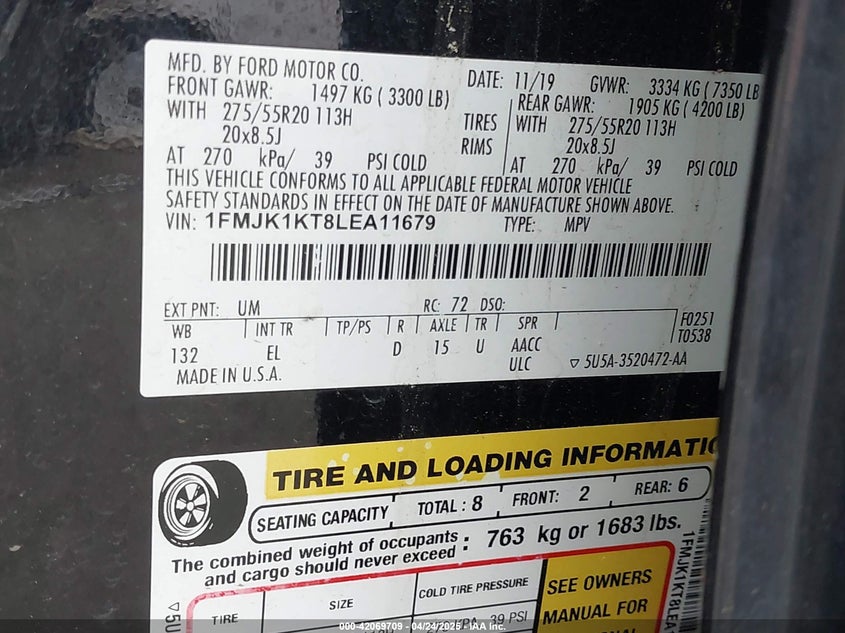 MFD. BY FORD MOTOR CO.
DATE: 11/19 GVWR: 3334 KG ( 7350 LB
FRONT GAWR: 1497 KG ( 3300 LB) REAR GAWR: 1905 KG ( 4200 LB)
WITH 275/55R20 113H TIRES WITH 275/55R20 113H
20x8.5J RIMS 20x8.5J
AT 270 kPa/ 39 PSI COLD AT 270 kPa/ 39 PSI COLD
THIS VEHICLE CONFORMS TO ALL APPLICABLE FEDERAL MOTOR VEHICLE
SAFETY STANDARDS IN EFFECT ON THE DATE OF MANUFACTURE SHOWN ABOVE.
VIN: 1FMJK1KT8LEA11679 TYPE: MPV
EXT PNT: UM RC: 72 DSO:
WB INT TR TP/PS R AXLE TR SPR F0251
132 EL D 15 U AACC T0538
ULC ▽ 5U5A-3520472-AA
MADE IN U.S.A.
TIRE AND LOADING INFORMATIO
SEATING CAPACITY TOTAL : 8 FRONT: 2 REAR: 6
The combined weight of occupants and cargo should never exceed : 763 kg or 1683 lbs.
TIRE SIZE COLD TIRE PRESSURE SEE OWNERS
39 PSI MANUAL FOR
▽5U5
1FMJK1KT8LEA
000-42069709 - 04/24/2025 - IAA Inc.